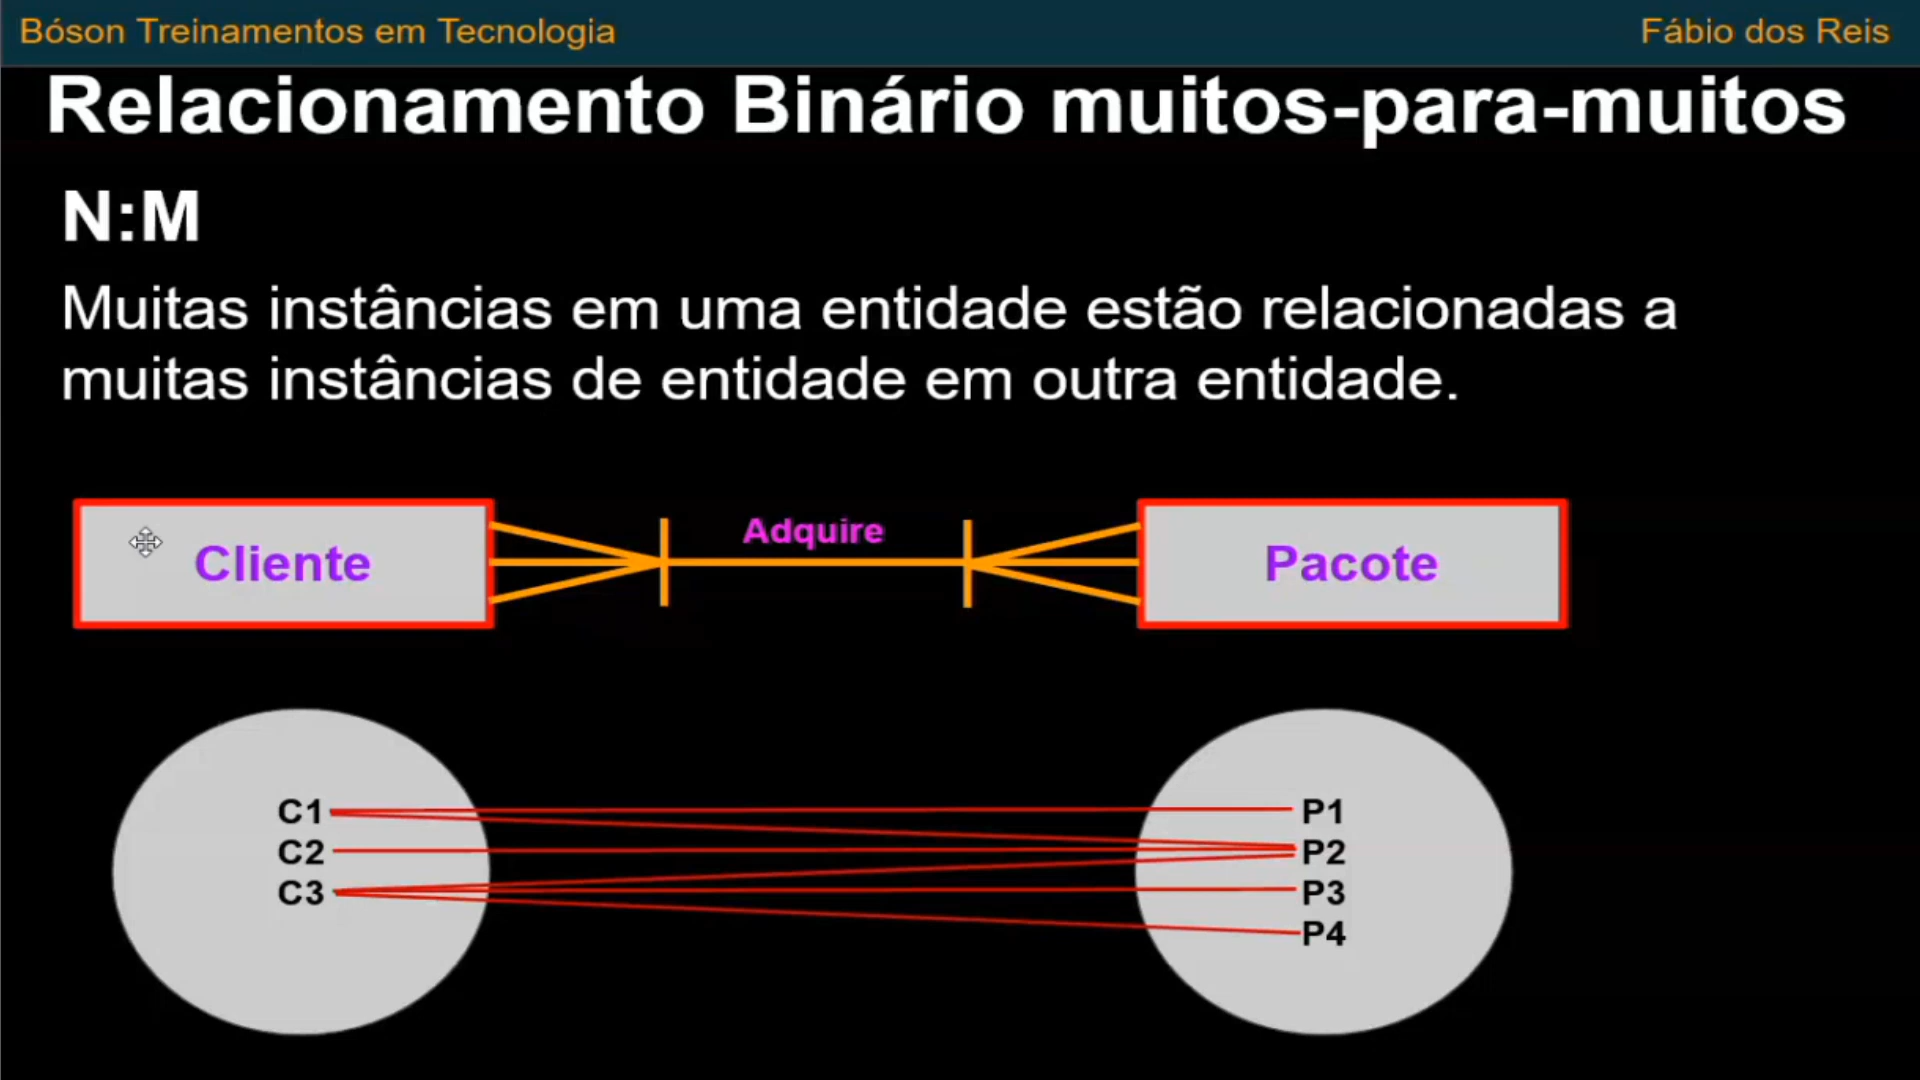 Bóson Treinamentos em Tecnologia
Fábio dos Reis
Relacionamento Binário muitos-para-muitos
N:M
Muitas instâncias em uma entidade estão relacionadas a
muitas instâncias de entidade em outra entidade.
Cliente
Adquire
Pacote
C1
C2
C3
P1
P2
P3
P4